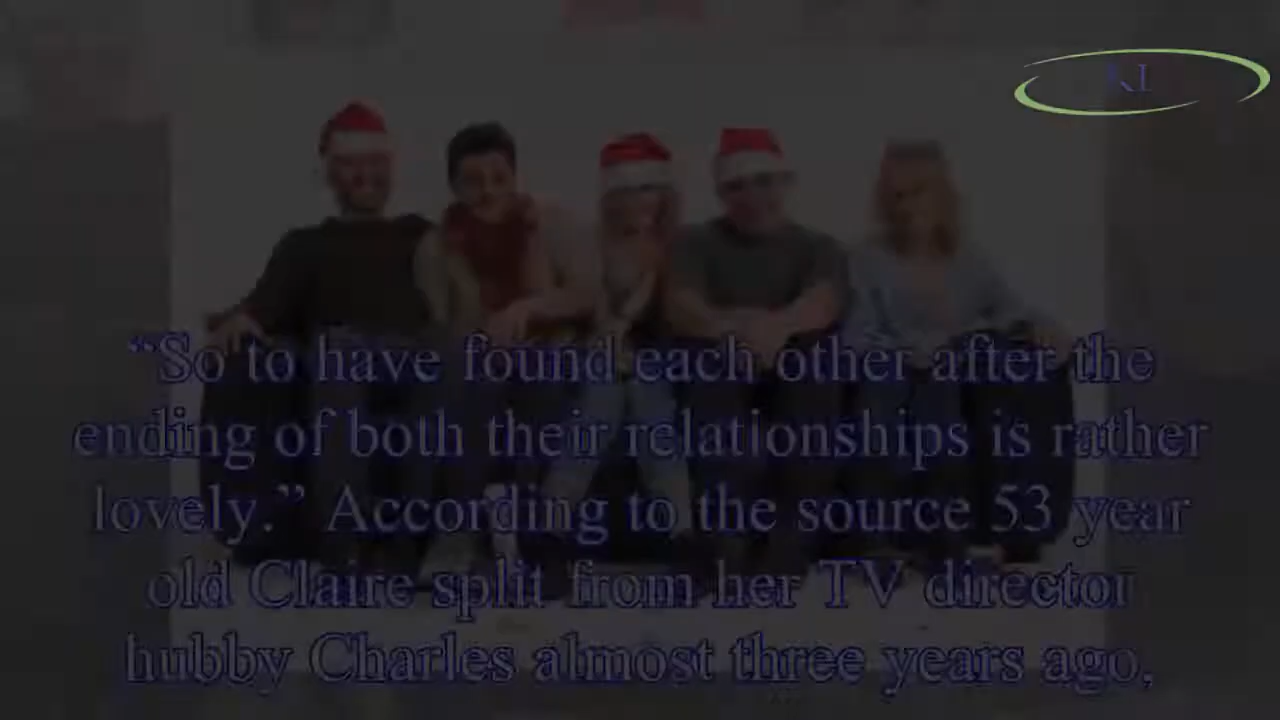 RI
“So to have found each other after the
ending of both their relationships is rather
lovely.” According to the source 53 year
old Claire split from her TV director
hubby Charles almost three years ago,